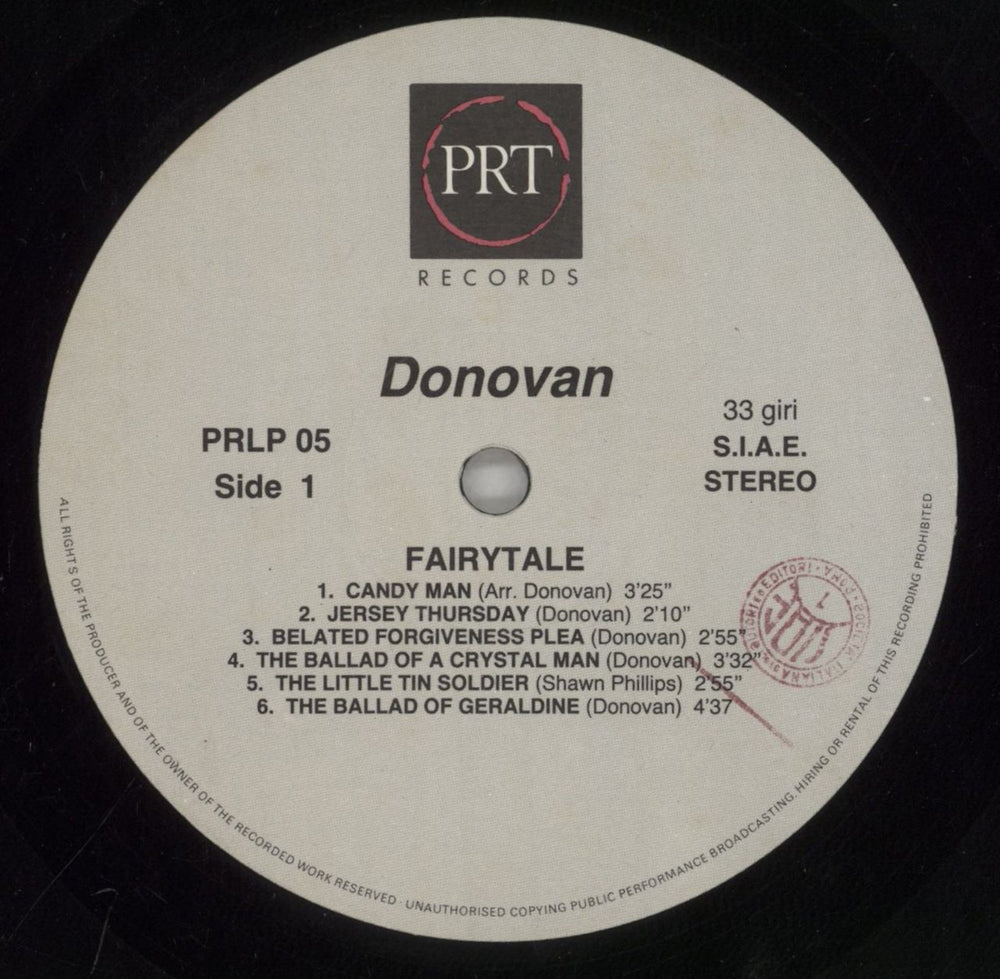 PRT
RECORDS
Donovan
PRLP 05
Side 1
33 giri
S.I.A.E.
STEREO
FAIRYTALE
1. CANDY MAN (Arr. Donovan) 3'25"
2. JERSEY THURSDAY (Donovan) 2'10"
3. BELATED FORGIVENESS PLEA (Donovan) 2'55"
4. THE BALLAD OF A CRYSTAL MAN (Donovan) 3'32"
5. THE LITTLE TIN SOLDIER (Shawn Phillips) 2'55"
6. THE BALLAD OF GERALDINE (Donovan) 4'37
ALL RIGHTS OF THE PRODUCER AND OF THE OWNER OF THE RECORDED WORK RESERVED · UNAUTHORISED COPYING PUBLIC PERFORMANCE BROADCASTING. HIRING OR RENTAL OF THIS RECORDING PROHIBITED
SOCIETA ITALIANA
EDITORI · ROMA ·